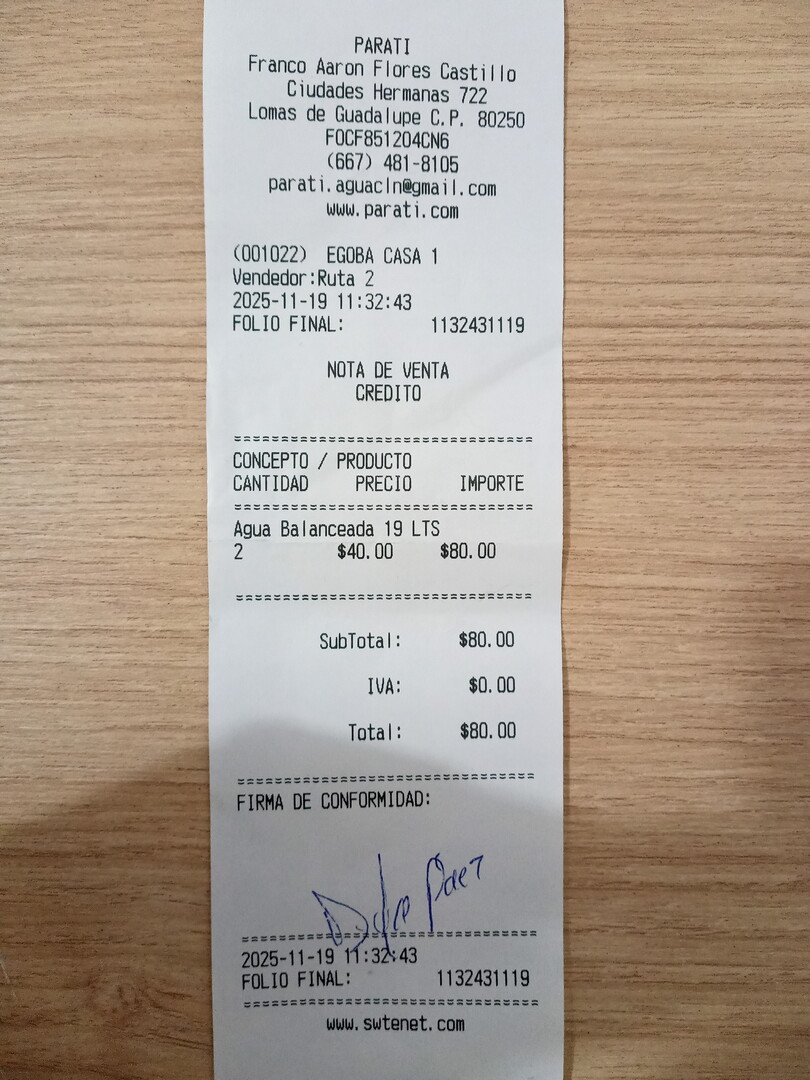 PARATI
Franco Aaron Flores Castillo
Ciudades Hermanas 722
Lomas de Guadalupe C.P. 80250
FOCF851204CN6
(667) 481-8105
parati.aguacln@gmail.com
www.parati.com
(001022) EGOBA CASA 1
Vendedor:Ruta 2
2025-11-19 11:32:43
FOLIO FINAL: 1132431119
NOTA DE VENTA
CREDITO
==============================
CONCEPTO / PRODUCTO
CANTIDAD PRECIO IMPORTE
==============================
Agua Balanceada 19 LTS
2 $40.00 $80.00
==============================
SubTotal: $80.00
IVA: $0.00
Total: $80.00
==============================
FIRMA DE CONFORMIDAD:
==============================
2025-11-19 11:32:43
FOLIO FINAL: 1132431119
==============================
www.swtenet.com